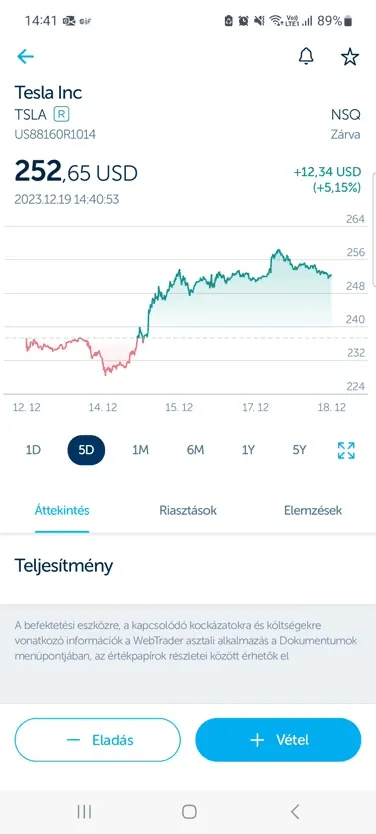 14:41 GIF Vo) LTE1 89%
Tesla Inc
TSLA R NSQ
US88160R1014 Zárva
252,65 USD +12,34 USD
(+5,15%)
2023.12.19 14:40:53
264
256
248
240
232
224
12. 12 14. 12 15. 12 17. 12 18. 12
1D 5D 1M 6M 1Y 5Y
Áttekintés Riasztások Elemzések
Teljesítmény
A befektetési eszközre, a kapcsolódó kockázatokra és költségekre
vonatkozó információk a WebTrader asztali alkalmazás a Dokumentumok
menüpontjában, az értékpapírok részletei között érhetők el
Eladás Vétel